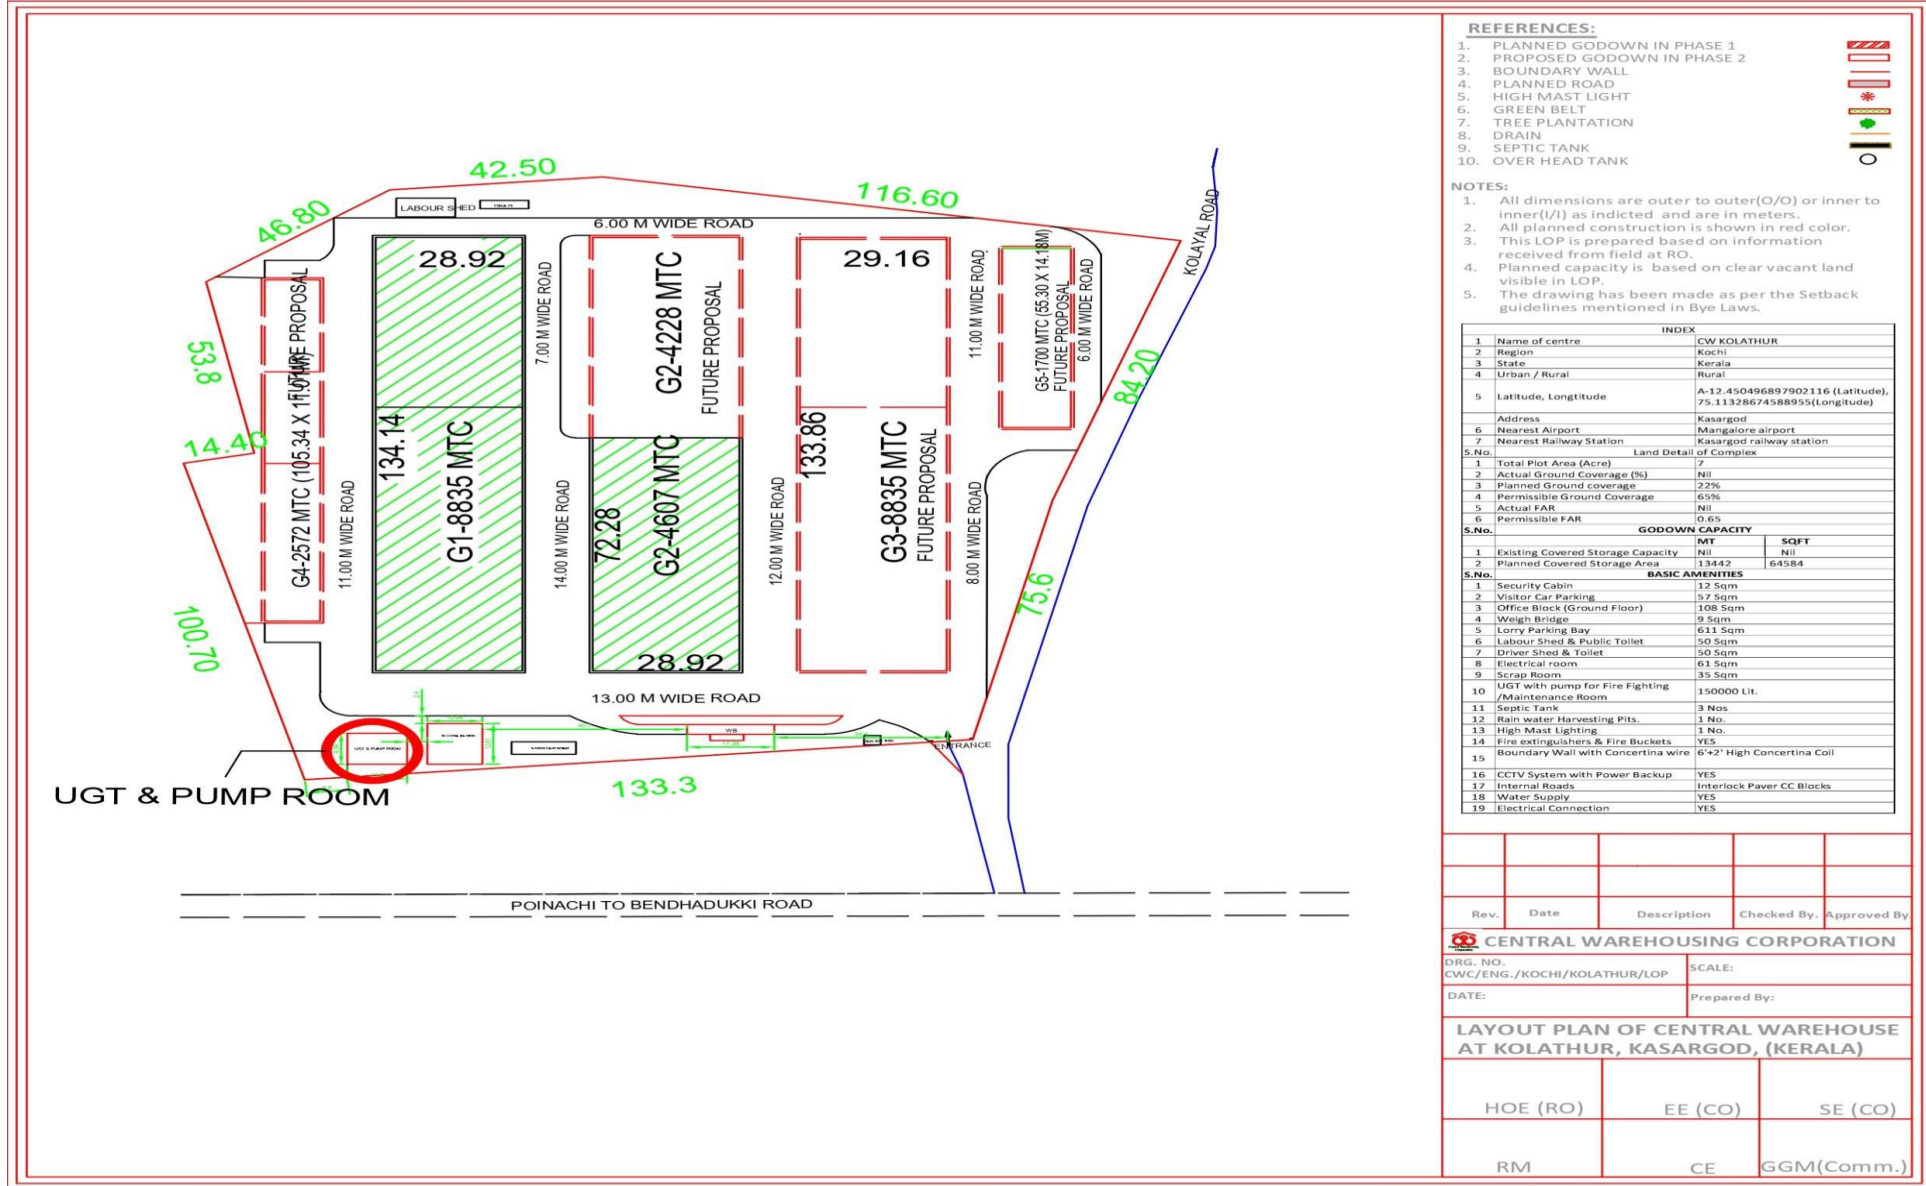 42.50
116.60
46.80
LABOUR SHED
6.00 M WIDE ROAD
KOLAYAL ROAD
28.92
29.16
53.8
FUTURE PROPOSAL
7.00 M WIDE ROAD
G2-4228 MTC
FUTURE PROPOSAL
11.00 M WIDE ROAD
G5-1700 MTC (55.30 X 14.18M)
FUTURE PROPOSAL
6.00 M WIDE ROAD
84.20
14.40
G4-2572 MTC (105.34 X
11.00 M WIDE ROAD
134.14
G1-8835 MTC
14.00 M WIDE ROAD
72.28
G2-4607 MTC
12.00 M WIDE ROAD
133.86
G3-8835 MTC
FUTURE PROPOSAL
8.00 M WIDE ROAD
75.6
100.70
28.92
13.00 M WIDE ROAD
WB
UGT & PUMP ROOM
ENTRANCE
133.3
UGT & PUMP ROOM
POINACHI TO BENDHADUKKI ROAD
REFERENCES:
1. PLANNED GODOWN IN PHASE 1
2. PROPOSED GODOWN IN PHASE 2
3. BOUNDARY WALL
4. PLANNED ROAD
5. HIGH MAST LIGHT
6. GREEN BELT
7. TREE PLANTATION
8. DRAIN
9. SEPTIC TANK
10. OVER HEAD TANK
NOTES:
1. All dimensions are outer to outer(O/O) or inner to
inner(I/I) as indicted and are in meters.
2. All planned construction is shown in red color.
3. This LOP is prepared based on information
received from field at RO.
4. Planned capacity is based on clear vacant land
visible in LOP.
5. The drawing has been made as per the Setback
guidelines mentioned in Bye Laws.
INDEX
1 Name of centre CW KOLATHUR
2 Region Kochi
3 State Kerala
4 Urban / Rural Rural
5 Latitude, Longtitude A-12.450496897902116 (Latitude),
75.11328674588955(Longitude)
Address Kasargod
6 Nearest Airport Mangalore airport
7 Nearest Railway Station Kasargod railway station
S.No. Land Detail of Complex
1 Total Plot Area (Acre) 7
2 Actual Ground Coverage (%) Nil
3 Planned Ground coverage 22%
4 Permissible Ground Coverage 65%
5 Actual FAR Nil
6 Permissible FAR 0.65
S.No. GODOWN CAPACITY
MT SQFT
1 Existing Covered Storage Capacity Nil Nil
2 Planned Covered Storage Area 13442 64584
S.No. BASIC AMENITIES
1 Security Cabin 12 Sqm
2 Visitor Car Parking 57 Sqm
3 Office Block (Ground Floor) 108 Sqm
4 Weigh Bridge 9 Sqm
5 Lorry Parking Bay 611 Sqm
6 Labour Shed & Public Toilet 50 Sqm
7 Driver Shed & Toilet 50 Sqm
8 Electrical room 61 Sqm
9 Scrap Room 35 Sqm
10 UGT with pump for Fire Fighting
/Maintenance Room 150000 Lit.
11 Septic Tank 3 Nos
12 Rain water Harvesting Pits. 1 No.
13 High Mast Lighting 1 No.
14 Fire extinguishers & Fire Buckets YES
15 Boundary Wall with Concertina wire 6'+2' High Concertina Coil
16 CCTV System with Power Backup YES
17 Internal Roads Interlock Paver CC Blocks
18 Water Supply YES
19 Electrical Connection YES
Rev. Date Description Checked By. Approved By.
CENTRAL WAREHOUSING CORPORATION
DRG. NO.
CWC/ENG./KOCHI/KOLATHUR/LOP
SCALE:
DATE:
Prepared By:
LAYOUT PLAN OF CENTRAL WAREHOUSE
AT KOLATHUR, KASARGOD, (KERALA)
HOE (RO) EE (CO) SE (CO)
RM CE GGM(Comm.)